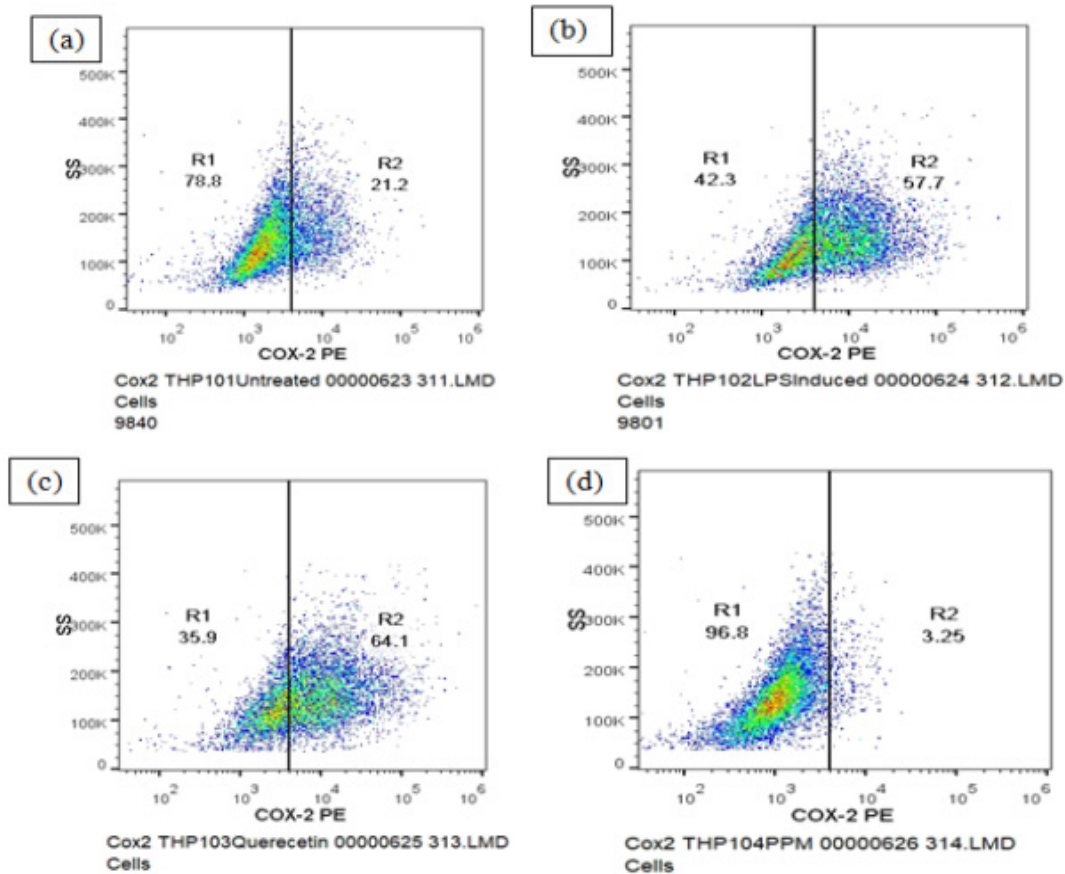 (a)
500K
400K
300K
200K
100K
0
SS
R1
78.8
R2
21.2
10^2 10^3 10^4 10^5 10^6
COX-2 PE
Cox2 THP101Untreated 00000623 311.LMD
Cells
9840
(b)
500K
400K
300K
200K
100K
0
SS
R1
42.3
R2
57.7
10^2 10^3 10^4 10^5 10^6
COX-2 PE
Cox2 THP102LPSInduced 00000624 312.LMD
Cells
9801
(c)
500K
400K
300K
200K
100K
0
SS
R1
35.9
R2
64.1
10^2 10^3 10^4 10^5 10^6
COX-2 PE
Cox2 THP103Querecetin 00000625 313.LMD
Cells
(d)
500K
400K
300K
200K
100K
0
SS
R1
96.8
R2
3.25
10^2 10^3 10^4 10^5 10^6
COX-2 PE
Cox2 THP104PPM 00000626 314.LMD
Cells